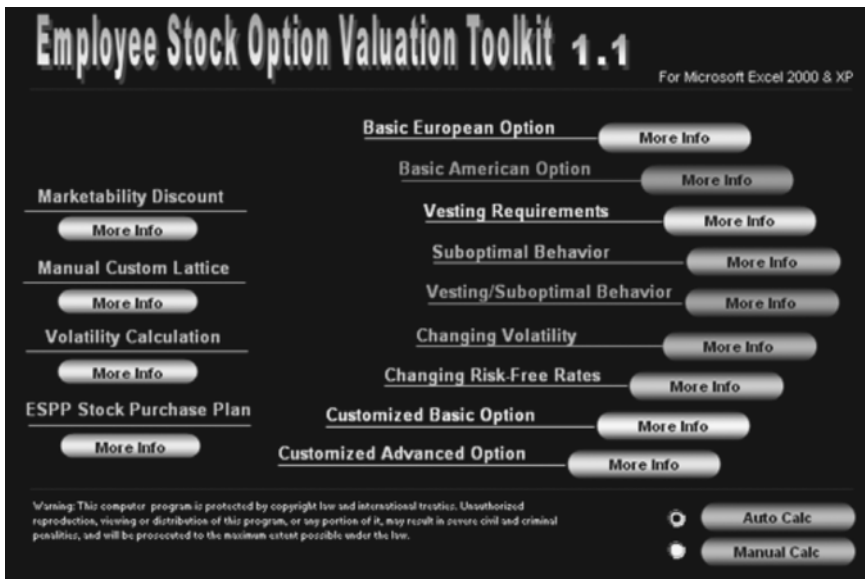 Employee Stock Option Valuation Toolkit 1.1
For Microsoft Excel 2000 & XP
Basic European Option
More Info
Basic American Option
More Info
Vesting Requirements
More Info
Suboptimal Behavior
More Info
Vesting/Suboptimal Behavior
More Info
Changing Volatility
More Info
Changing Risk-Free Rates
More Info
Customized Basic Option
More Info
Customized Advanced Option
More Info
Marketability Discount
More Info
Manual Custom Lattice
More Info
Volatility Calculation
More Info
ESPP Stock Purchase Plan
More Info
Warning: This computer program is protected by copyright law and international treaties. Unauthorized
reproduction, viewing or distribution of this program, or any portion of it, may result in severe civil and criminal
penalities, and will be prosecuted to the maximum extent possible under the law.
Auto Calc
Manual Calc